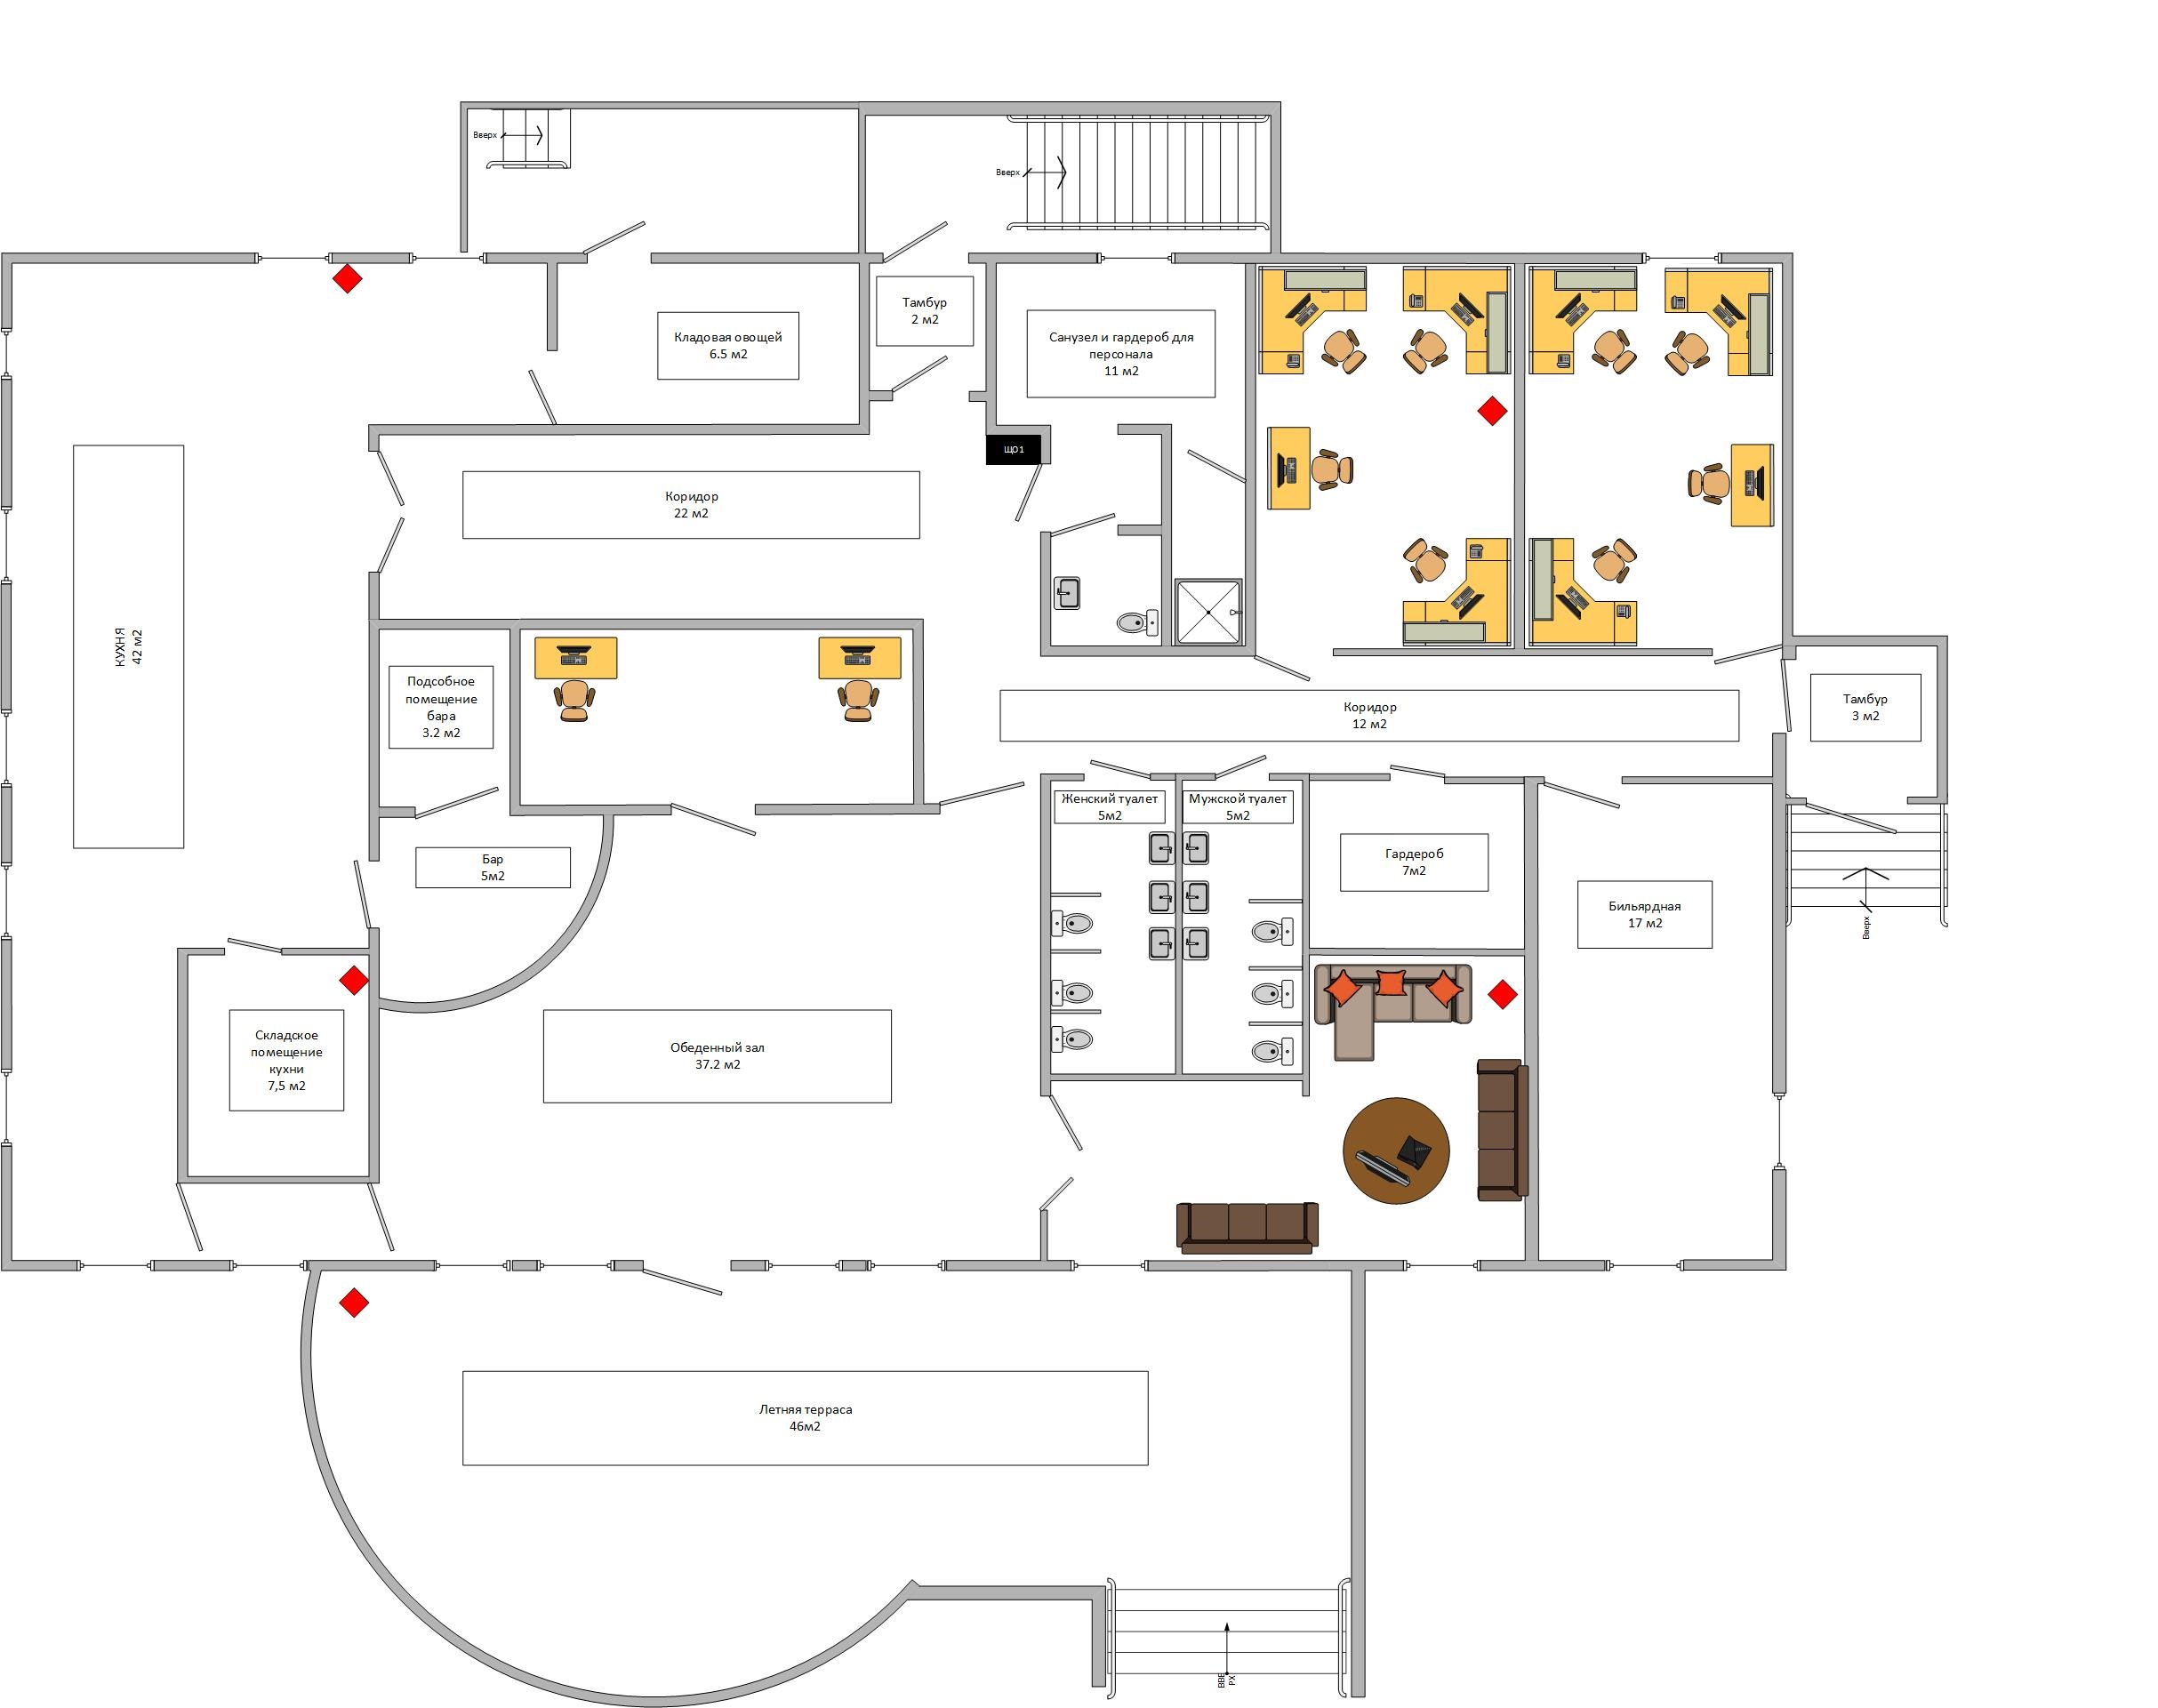 Вверх
Вверх
Тамбур
2 м2
Кладовая овощей
6.5 м2
Санузел и гардероб для
персонала
11 м2
ЩО1
Коридор
22 м2
КУХНЯ
42 м2
Подсобное
помещение
бара
3.2 м2
Коридор
12 м2
Тамбур
3 м2
Женский туалет
5м2
Мужской туалет
5м2
Бар
5м2
Гардероб
7м2
Бильярдная
17 м2
Вверх
Складское
помещение
кухни
7,5 м2
Обеденный зал
37.2 м2
Летняя терраса
46м2
ВВЕ
РХ